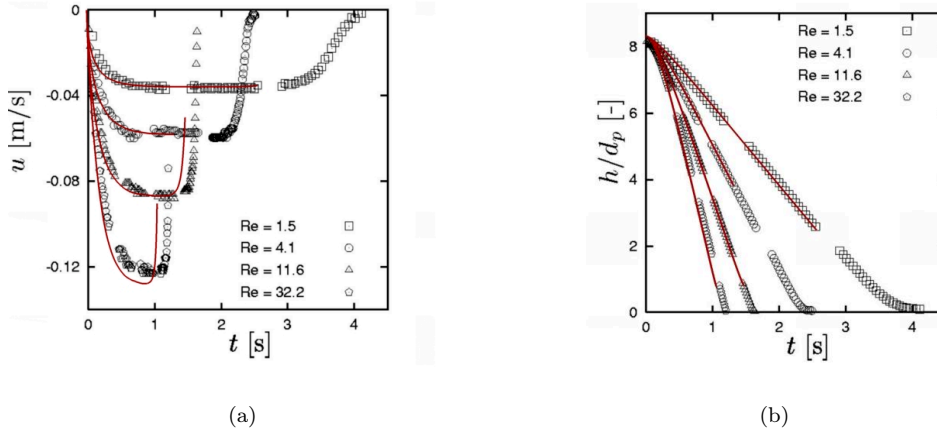 0
-0.04
-0.08
-0.12
u [m/s]
Re = 1.5
Re = 4.1
Re = 11.6
Re = 32.2
0 1 2 3 4
t [s]
(a)
8
6
4
2
0
h/dp [-]
Re = 1.5
Re = 4.1
Re = 11.6
Re = 32.2
0 1 2 3 4
t [s]
(b)